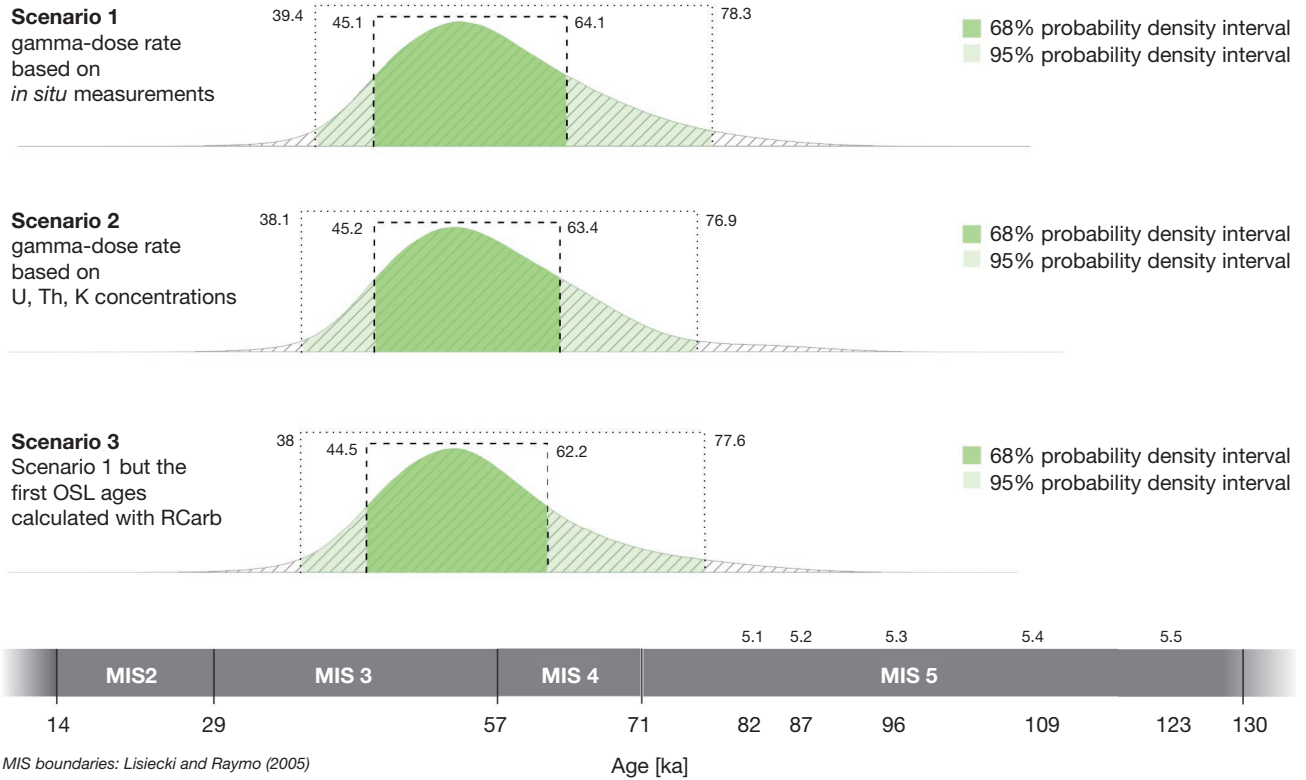 Scenario 1
gamma-dose rate
based on
in situ measurements
39.4
45.1
64.1
78.3
68% probability density interval
95% probability density interval
Scenario 2
gamma-dose rate
based on
U, Th, K concentrations
38.1
45.2
63.4
76.9
68% probability density interval
95% probability density interval
Scenario 3
Scenario 1 but the
first OSL ages
calculated with RCarb
38
44.5
62.2
77.6
68% probability density interval
95% probability density interval
5.1 5.2 5.3 5.4 5.5
MIS2 MIS 3 MIS 4 MIS 5
14 29 57 71 82 87 96 109 123 130
MIS boundaries: Lisiecki and Raymo (2005)
Age [ka]